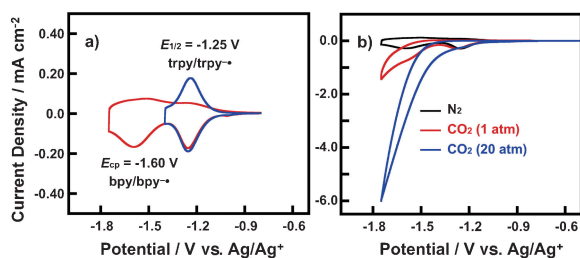 a)
E1/2 = -1.25 V
trpy/trpy⁻•
Ecp = -1.60 V
bpy/bpy⁻•
0.40
0.20
0.0
-0.20
-0.40
-1.8
-1.5
-1.2
-0.9
-0.6
Current Density / mA cm⁻²
Potential / V vs. Ag/Ag⁺
b)
N₂
CO₂ (1 atm)
CO₂ (20 atm)
0.0
-2.0
-4.0
-6.0
-1.8
-1.5
-1.2
-0.9
-0.6
Potential / V vs. Ag/Ag⁺